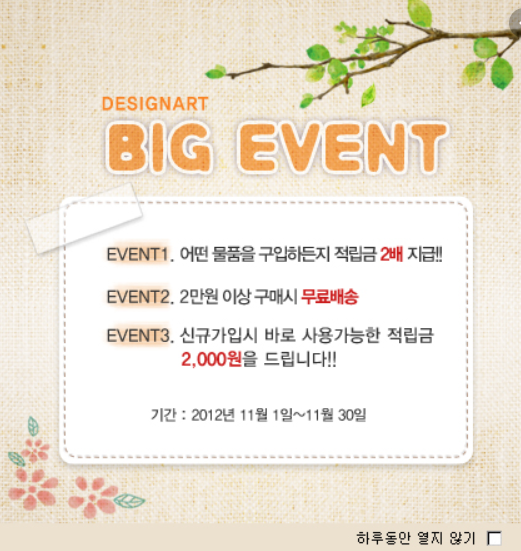 DESIGNART
BIG EVENT
EVENT1. 어떤 물품을 구입하든지 적립금 2배 지급!!
EVENT2. 2만원 이상 구매시 무료배송
EVENT3. 신규가입시 바로 사용가능한 적립금
2,000원을 드립니다!!
기간 : 2012년 11월 1일~11월 30일
하루동안 열지 않기